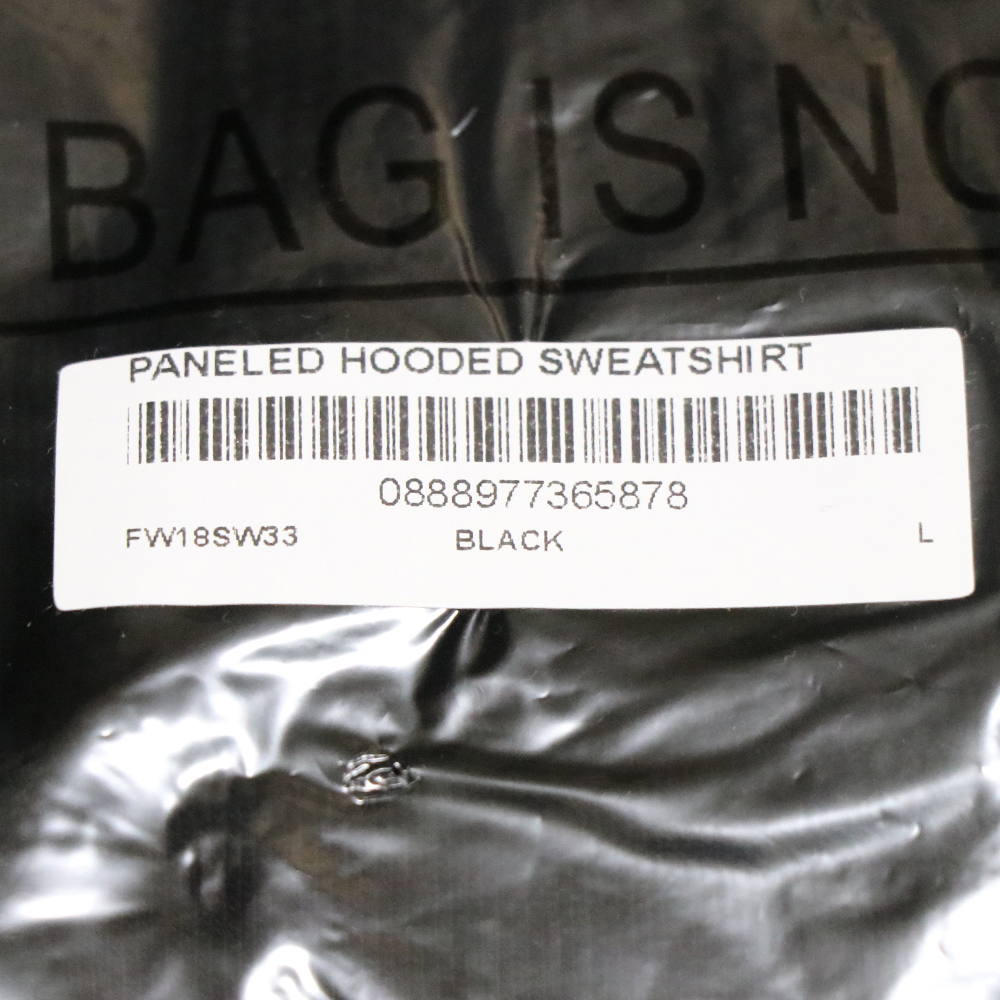 BAG IS NO
PANELED HOODED SWEATSHIRT
0888977365878
FW18SW33 BLACK L